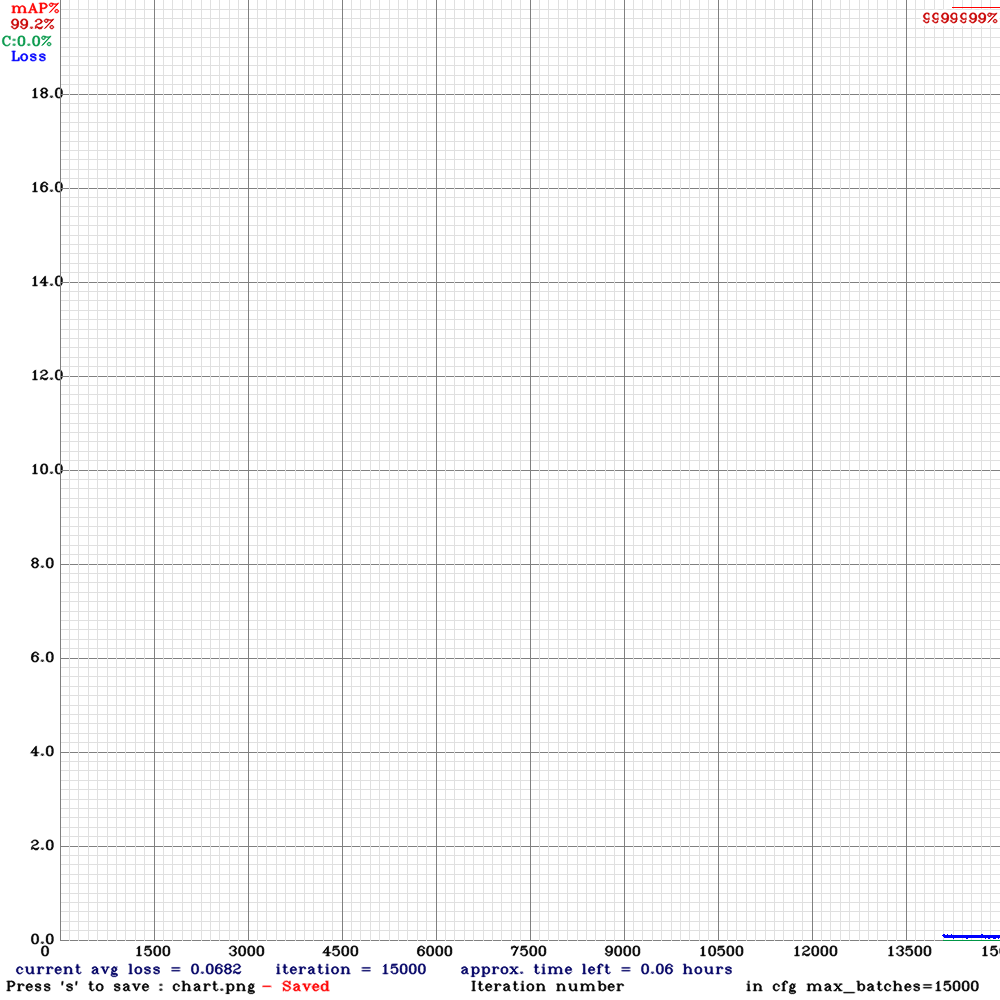 mAP%
99.2%
C:0.0%
Loss
18.0
16.0
14.0
12.0
10.0
8.0
6.0
4.0
2.0
0.0
0 1500 3000 4500 6000 7500 9000 10500 12000 13500 150
current avg loss = 0.0682 iteration = 15000 approx. time left = 0.06 hours
Press 's' to save : chart.png - Saved Iteration number in cfg max_batches=15000